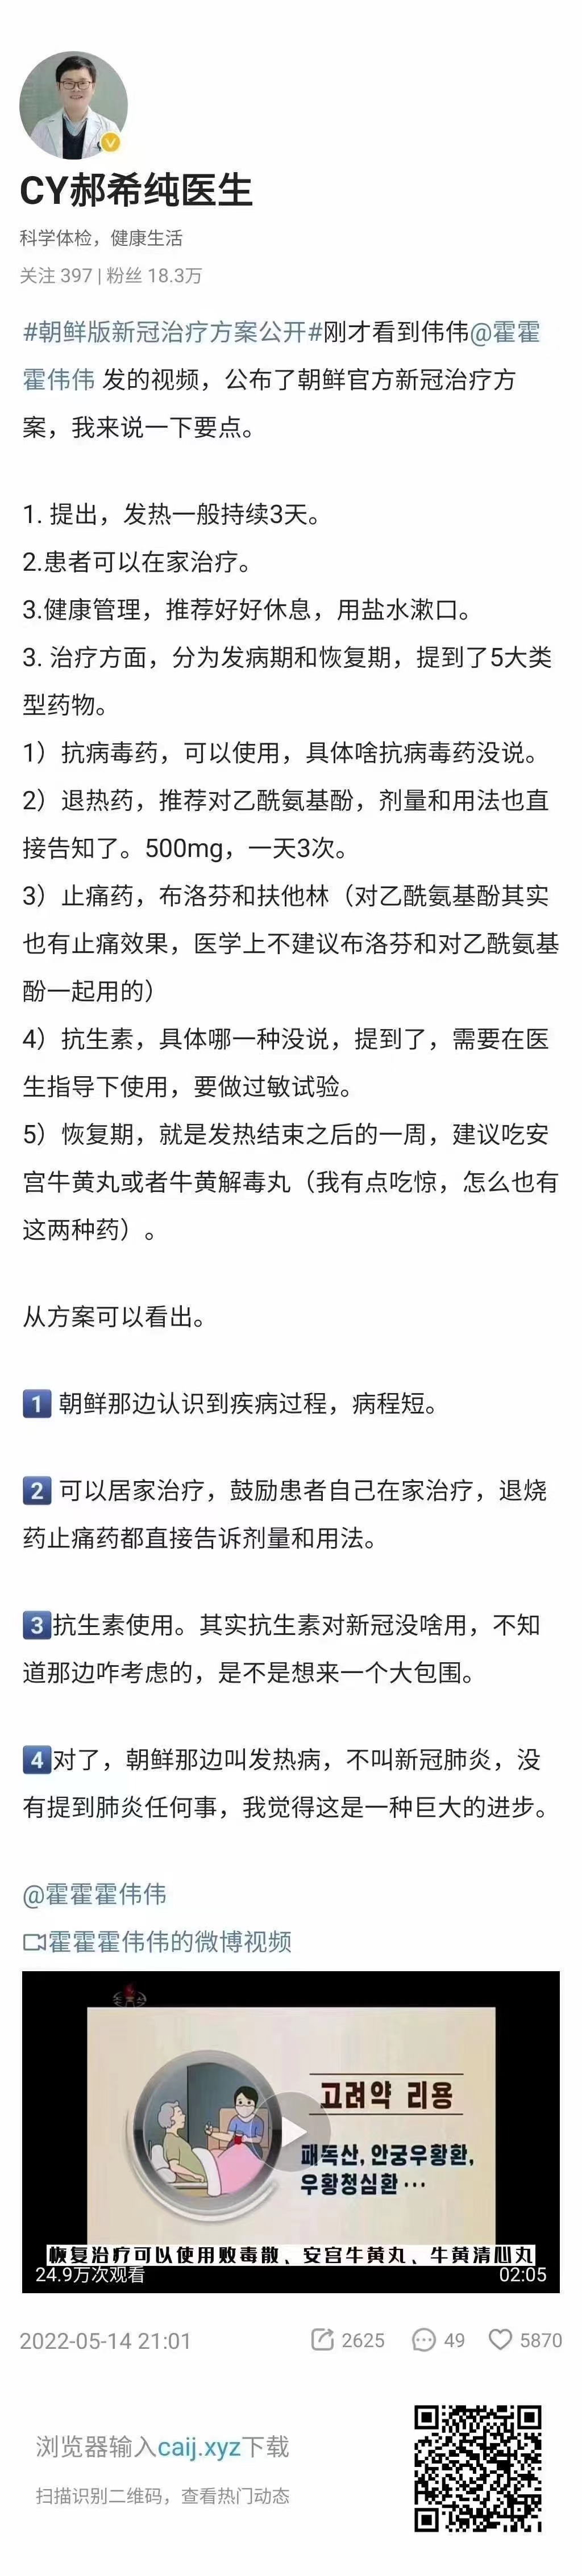 CY郝希纯医生
科学体检，健康生活
关注 397 | 粉丝 18.3万
#朝鲜版新冠治疗方案公开#刚才看到伟伟@霍霍
霍伟伟 发的视频，公布了朝鲜官方新冠治疗方
案，我来说一下要点。
1. 提出，发热一般持续3天。
2.患者可以在家治疗。
3.健康管理，推荐好好休息，用盐水漱口。
3. 治疗方面，分为发病期和恢复期，提到了5大类
型药物。
1）抗病毒药，可以使用，具体啥抗病毒药没说。
2）退热药，推荐对乙酰氨基酚，剂量和用法也直
接告知了。500mg，一天3次。
3）止痛药，布洛芬和扶他林（对乙酰氨基酚其实
也有止痛效果，医学上不建议布洛芬和对乙酰氨基
酚一起用的）
4）抗生素，具体哪一种没说，提到了，需要在医
生指导下使用，要做过敏试验。
5）恢复期，就是发热结束之后的一周，建议吃安
宫牛黄丸或者牛黄解毒丸（我有点吃惊，怎么也有
这两种药）。
从方案可以看出。
1 朝鲜那边认识到疾病过程，病程短。
2 可以居家治疗，鼓励患者自己在家治疗，退烧
药止痛药都直接告诉剂量和用法。
3抗生素使用。其实抗生素对新冠没啥用，不知
道那边咋考虑的，是不是想来一个大包围。
4对了，朝鲜那边叫发热病，不叫新冠肺炎，没
有提到肺炎任何事，我觉得这是一种巨大的进步。
@霍霍霍伟伟
霍霍霍伟伟的微博视频
고려약 리용
패독산, 안궁우황환,
우황청심환···
恢复治疗可以使用败毒散、安宫牛黄丸、牛黄清心丸
24.9万次观看 02:05
2022-05-14 21:01 2625 49 5870
浏览器输入caij.xyz下载
扫描识别二维码，查看热门动态